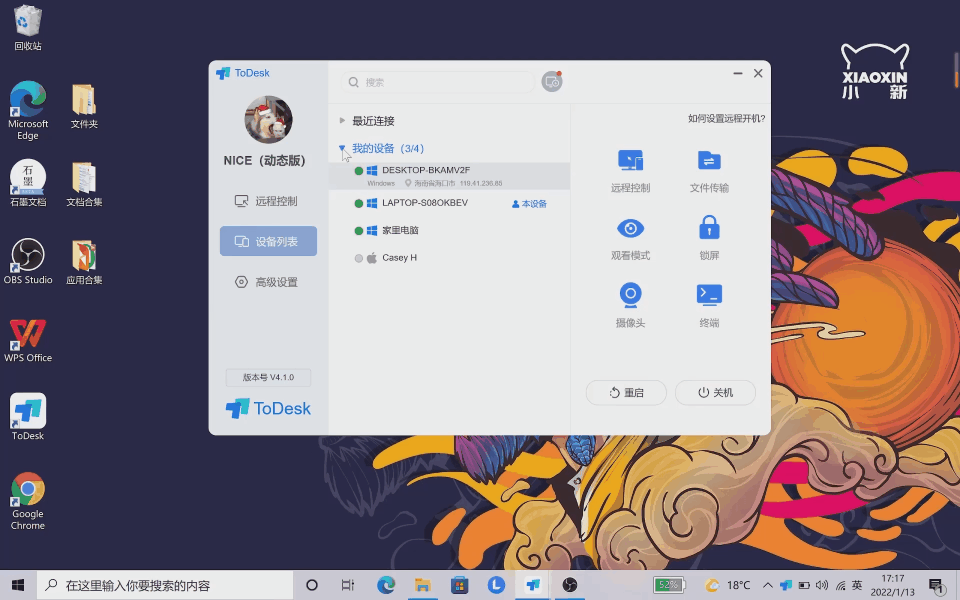 回收站
Microsoft
Edge
文件夹
石墨
石墨文档
文档合集
OBS Studio
应用合集
WPS Office
ToDesk
Google
Chrome
XIAOXIN
小 新
ToDesk
NICE（动态版）
远程控制
设备列表
高级设置
版本号 V4.1.0
ToDesk
搜索
最近连接
我的设备（3/4）
DESKTOP-BKAMV2F
Windows 海南省海口市 119.41.236.85
LAPTOP-S08OKBEV 本设备
家里电脑
Casey H
如何设置远程开机?
远程控制 文件传输
观看模式 锁屏
摄像头 终端
重启 关机
在这里输入你要搜索的内容
52%
18°C
英
17:17
2022/1/13
1